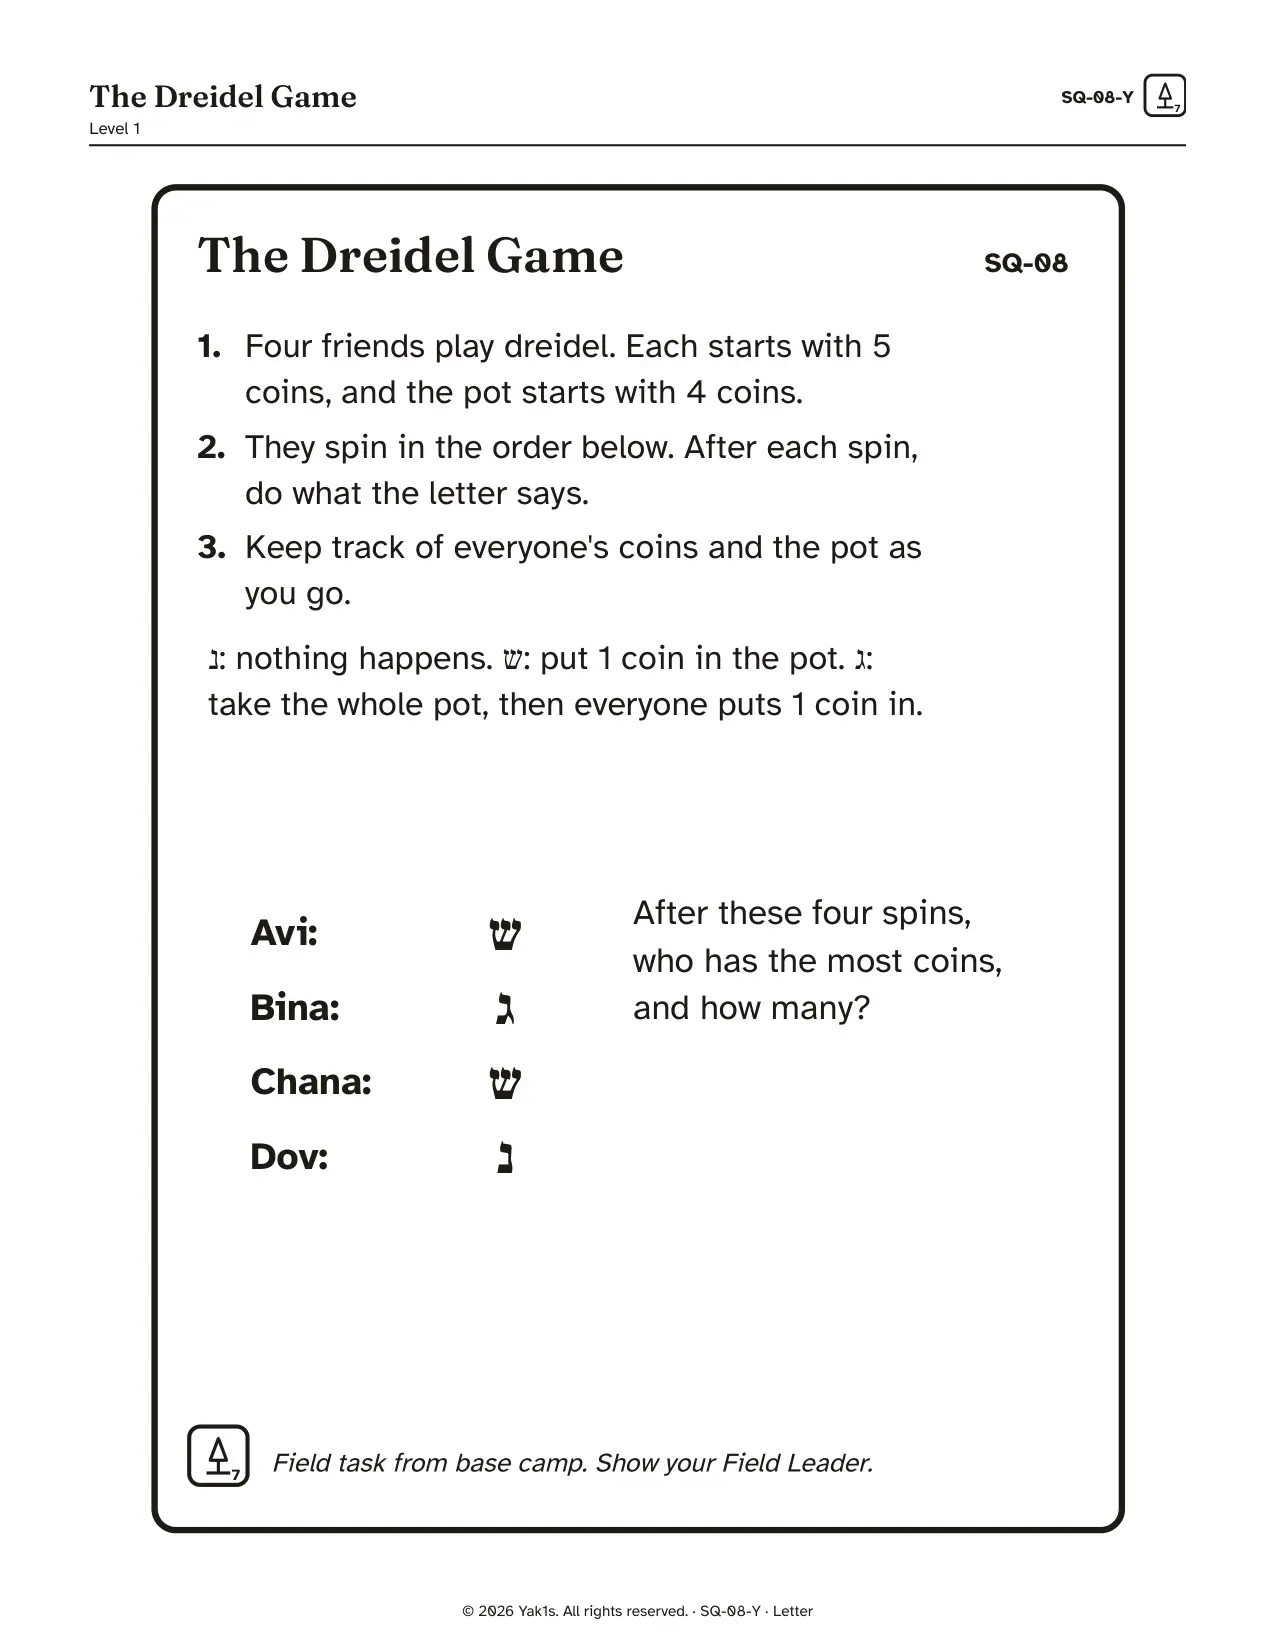 The Dreidel Game
Level 1
SQ-08-Y
7
The Dreidel Game
SQ-08
1. Four friends play dreidel. Each starts with 5
coins, and the pot starts with 4 coins.
2. They spin in the order below. After each spin,
do what the letter says.
3. Keep track of everyone's coins and the pot as
you go.
נ: nothing happens. ש: put 1 coin in the pot. ג:
take the whole pot, then everyone puts 1 coin in.
Avi: ש
Bina: ג
Chana: ש
Dov: נ
After these four spins,
who has the most coins,
and how many?
7
Field task from base camp. Show your Field Leader.
© 2026 Yak1s. All rights reserved. · SQ-08-Y · Letter